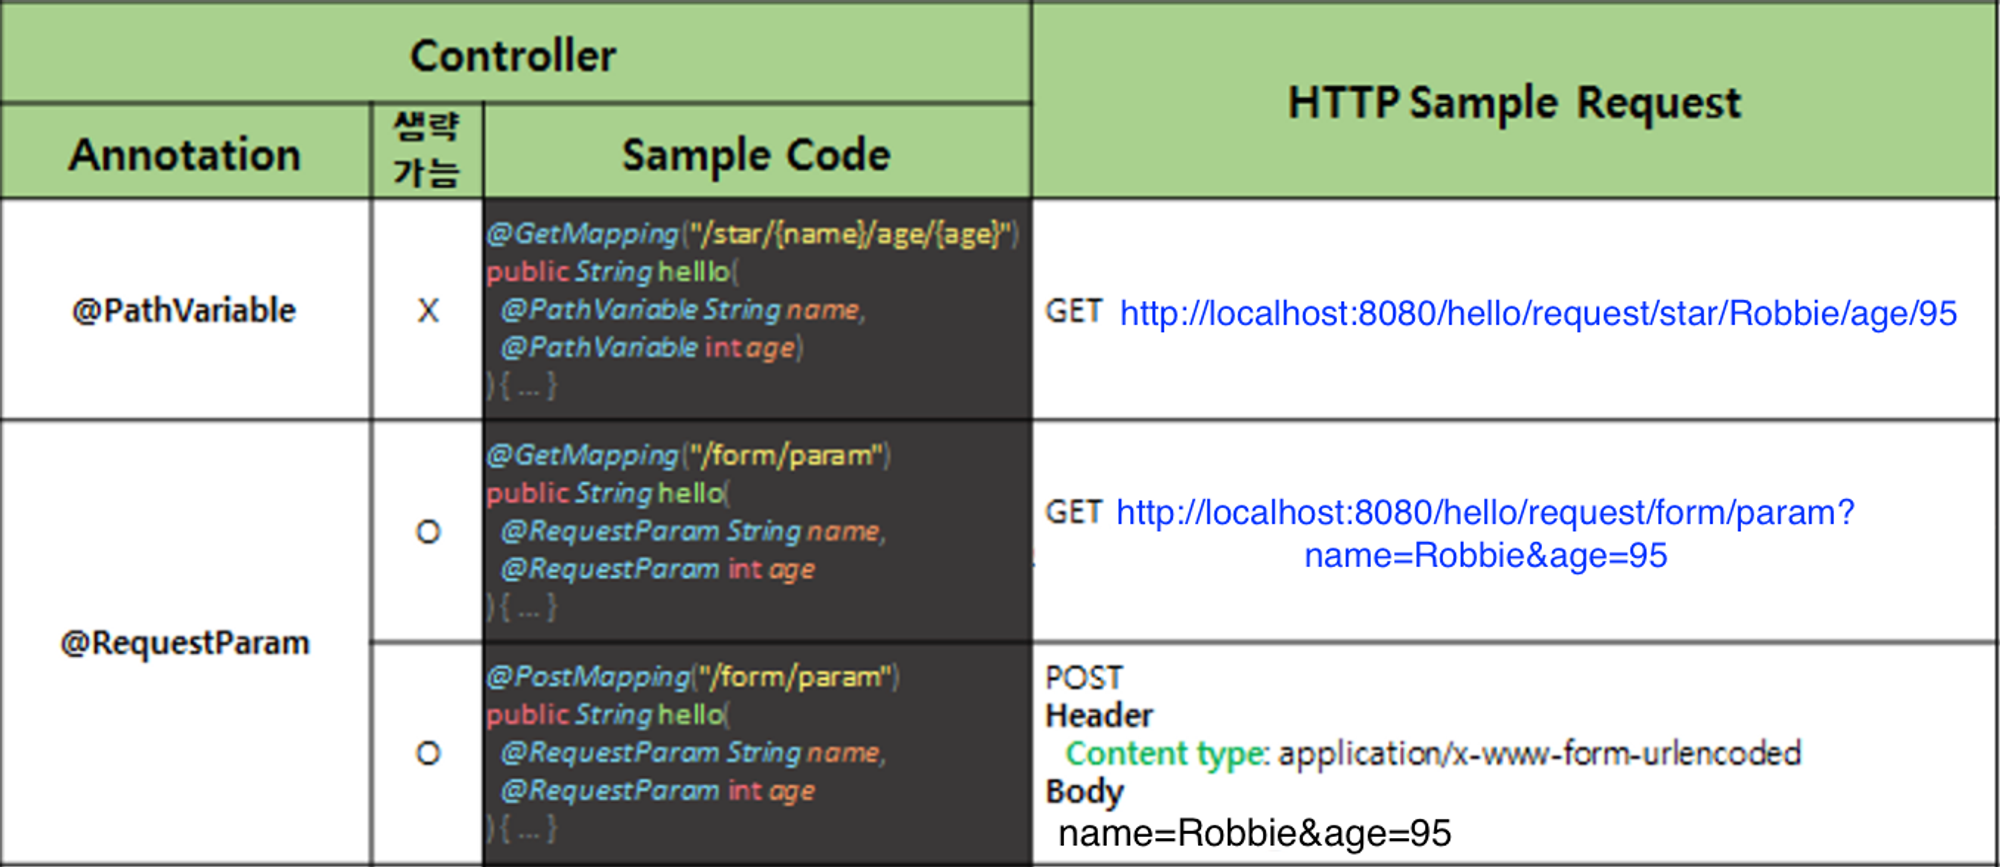 Controller
HTTP Sample Request
Annotation
생략
가능
Sample Code
@PathVariable
X
@GetMapping("/star/{name}/age/{age}")
public String helllo(
@PathVariable String name,
@PathVariable int age)
) { ... }
GET http://localhost:8080/hello/request/star/Robbie/age/95
@RequestParam
O
@GetMapping("/form/param")
public String hello(
@RequestParam String name,
@RequestParam int age
) { ... }
GET http://localhost:8080/hello/request/form/param?
name=Robbie&age=95
O
@PostMapping("/form/param")
public String hello(
@RequestParam String name,
@RequestParam int age
) { ... }
POST
Header
Content type: application/x-www-form-urlencoded
Body
name=Robbie&age=95